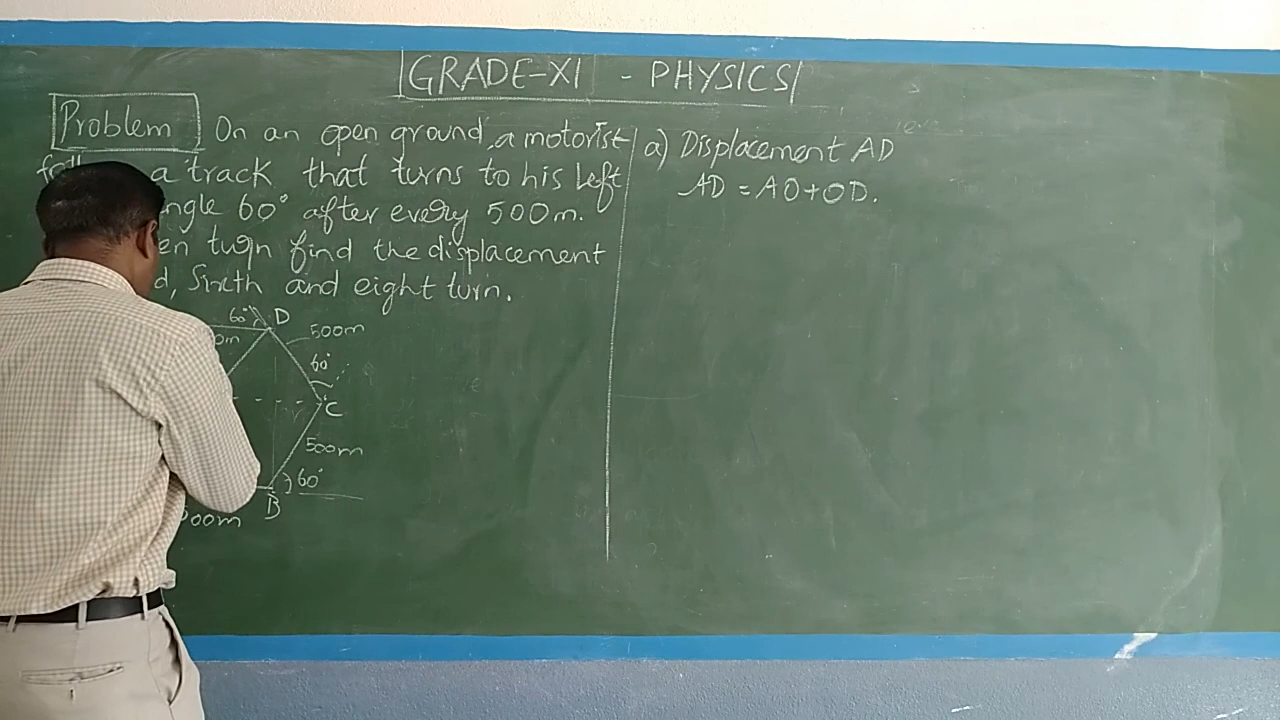 GRADE-XI - PHYSICS
Problem On an open ground, a motorist
a track that turns to his left
ngle 60° after every 500m.
en turn find the displacement
d, Sixth and eight turn.
60° D 500m
0m
60°
C
500m
60°
B
500m
a) Displacement AD
AD = AO+OD.